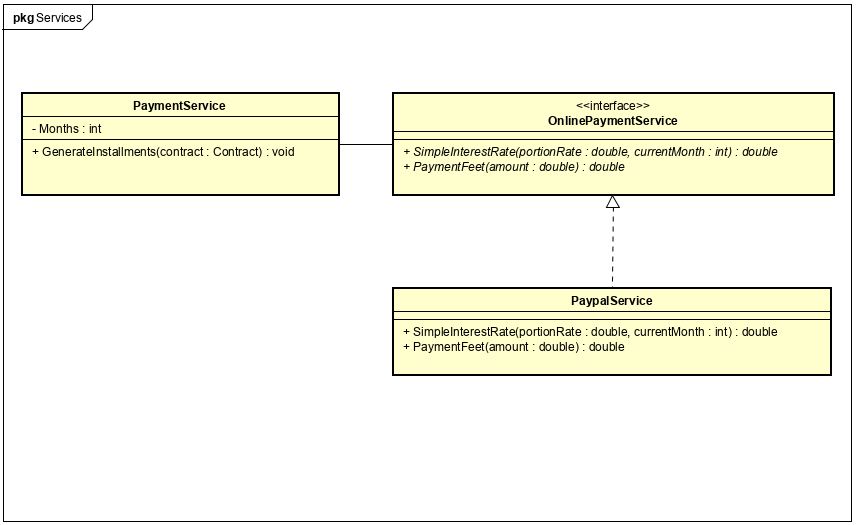 pkg Services
PaymentService
- Months : int
+ GenerateInstallments(contract : Contract) : void
<<interface>>
OnlinePaymentService
+ SimpleInterestRate(portionRate : double, currentMonth : int) : double
+ PaymentFeet(amount : double) : double
PaypalService
+ SimpleInterestRate(portionRate : double, currentMonth : int) : double
+ PaymentFeet(amount : double) : double